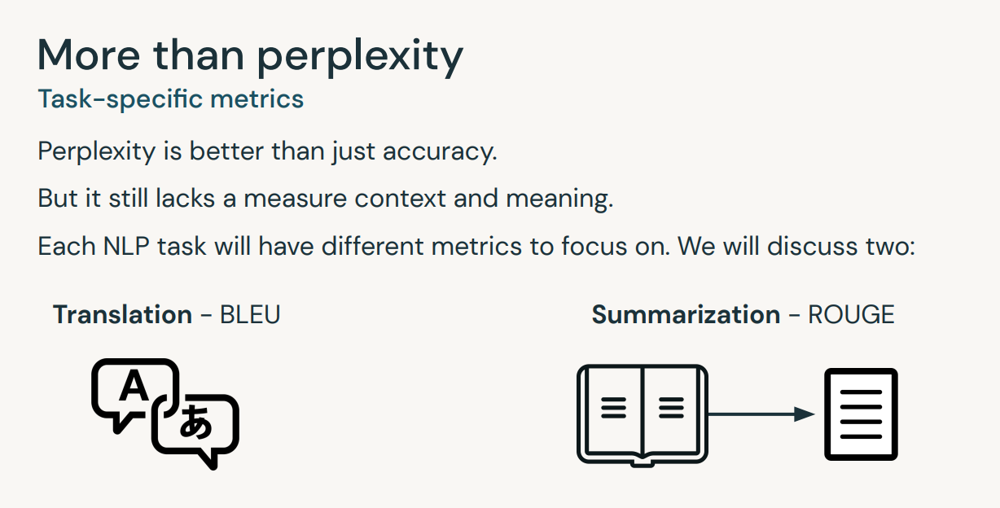 More than perplexity
Task-specific metrics
Perplexity is better than just accuracy.
But it still lacks a measure context and meaning.
Each NLP task will have different metrics to focus on. We will discuss two:
Translation - BLEU
Summarization - ROUGE
A
あ